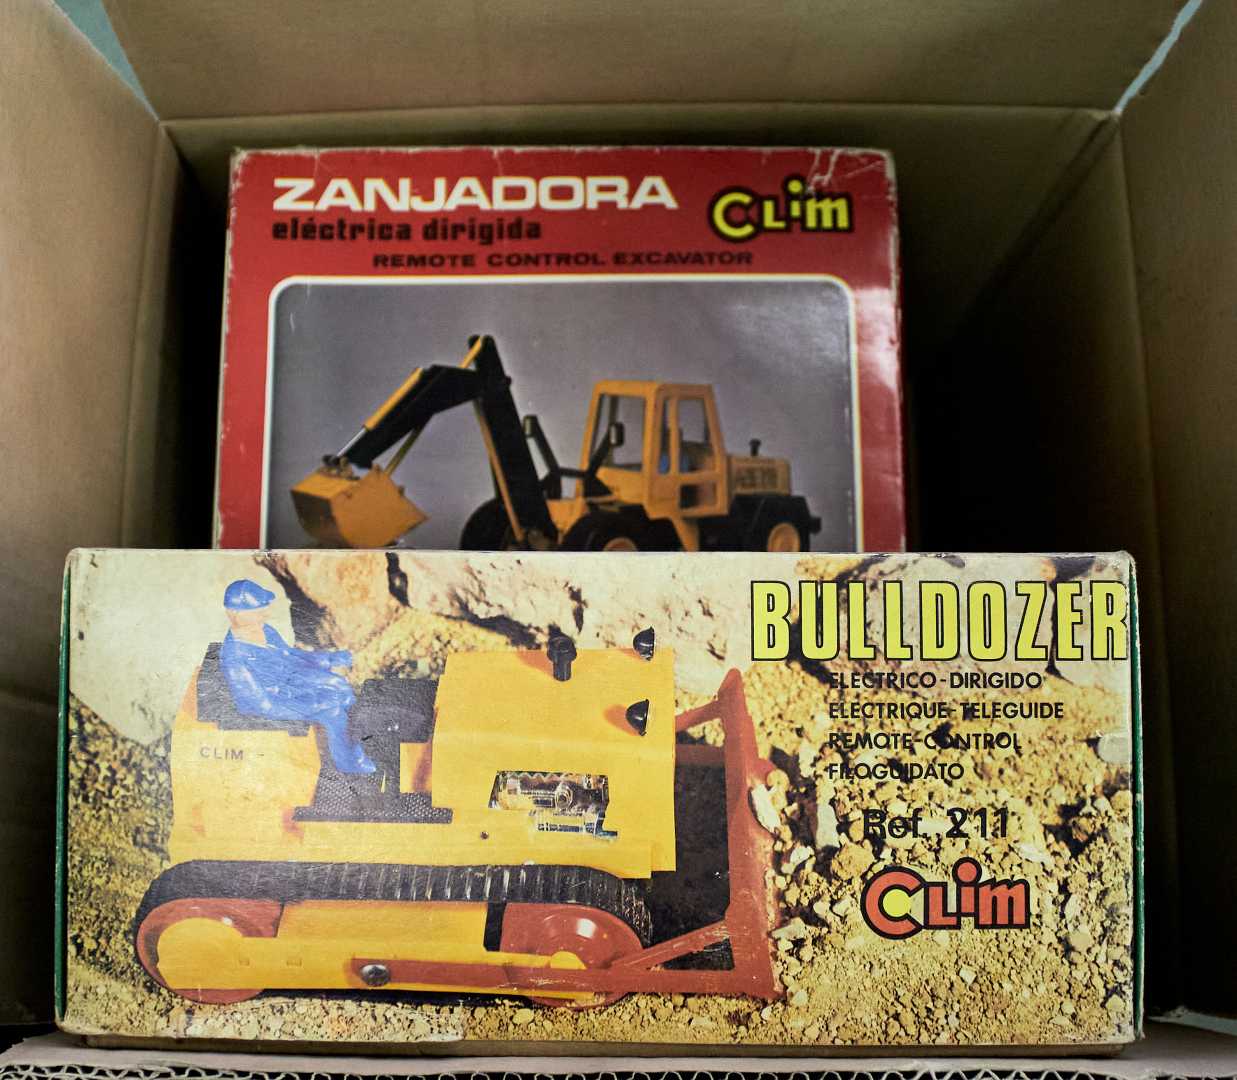 ZANJADORA
CLim
eléctrica dirigida
REMOTE CONTROL EXCAVATOR
BULLDOZER
ELECTRICO-DIRIGIDO
ELECTRIQUE-TELEGUIDE
REMOTE-CONTROL
FILOGUIDATO
CLIM
Ref. 211
CLim